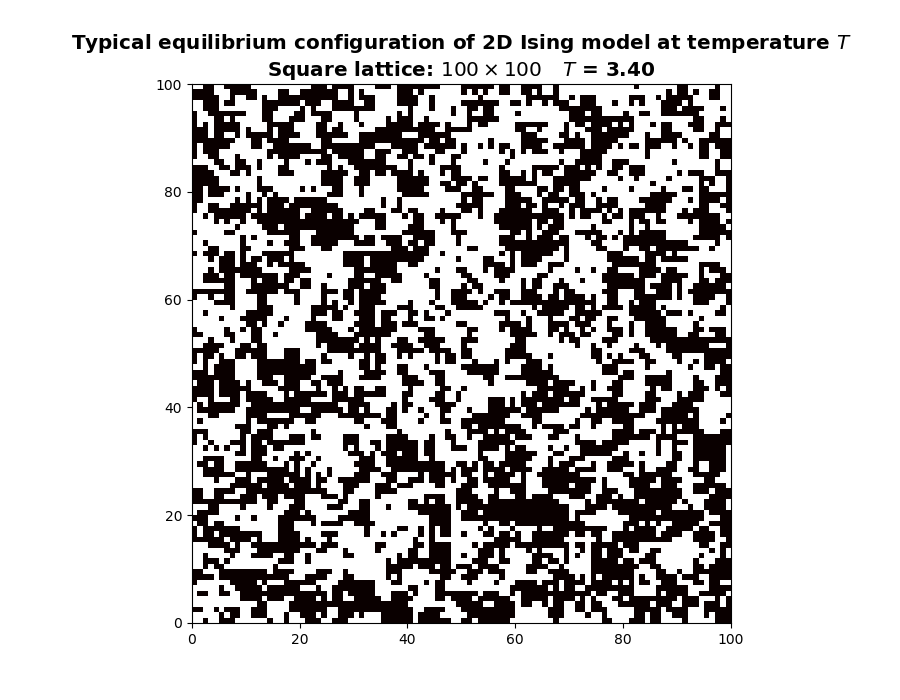 Typical equilibrium configuration of 2D Ising model at temperature T
Square lattice: 100 × 100 T = 3.40
100
80
60
40
20
0
0 20 40 60 80 100